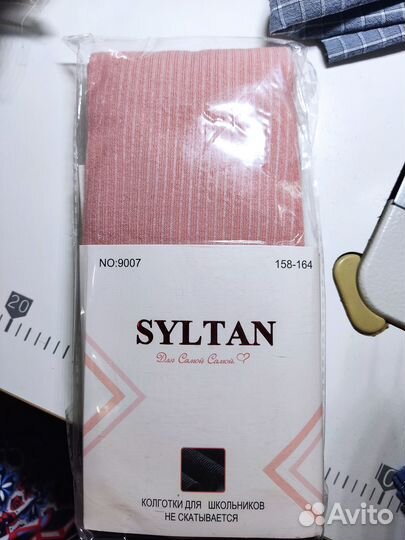 NO:9007 158-164
SYLTAN
Для Самой Самой
20
КОЛГОТКИ ДЛЯ ШКОЛЬНИКОВ
НЕ СКАТЫВАЕТСЯ
Avito